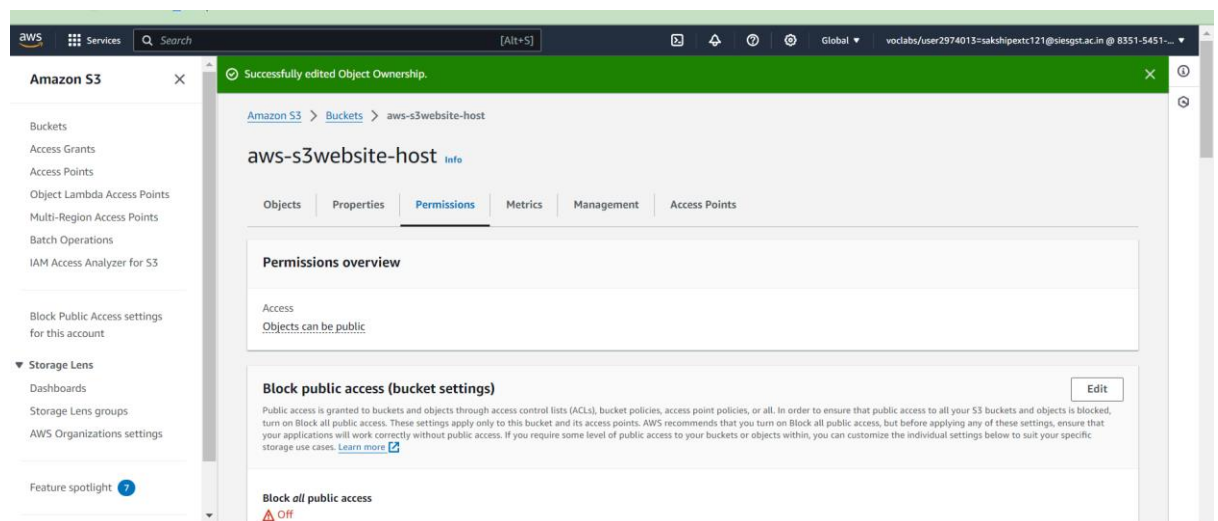 aws
Services
Search
[Alt+S]
Global
voclabs/user2974013=sakshipextc121@siesgst.ac.in @ 8351-5451-...
Amazon S3
Buckets
Access Grants
Access Points
Object Lambda Access Points
Multi-Region Access Points
Batch Operations
IAM Access Analyzer for S3
Block Public Access settings
for this account
Storage Lens
Dashboards
Storage Lens groups
AWS Organizations settings
Feature spotlight 7
Successfully edited Object Ownership.
Amazon S3 > Buckets > aws-s3website-host
aws-s3website-host Info
Objects
Properties
Permissions
Metrics
Management
Access Points
Permissions overview
Access
Objects can be public
Block public access (bucket settings)
Edit
Public access is granted to buckets and objects through access control lists (ACLs), bucket policies, access point policies, or all. In order to ensure that public access to all your S3 buckets and objects is blocked,
turn on Block all public access. These settings apply only to this bucket and its access points. AWS recommends that you turn on Block all public access, but before applying any of these settings, ensure that
your applications will work correctly without public access. If you require some level of public access to your buckets or objects within, you can customize the individual settings below to suit your specific
storage use cases. Learn more
Block all public access
Off